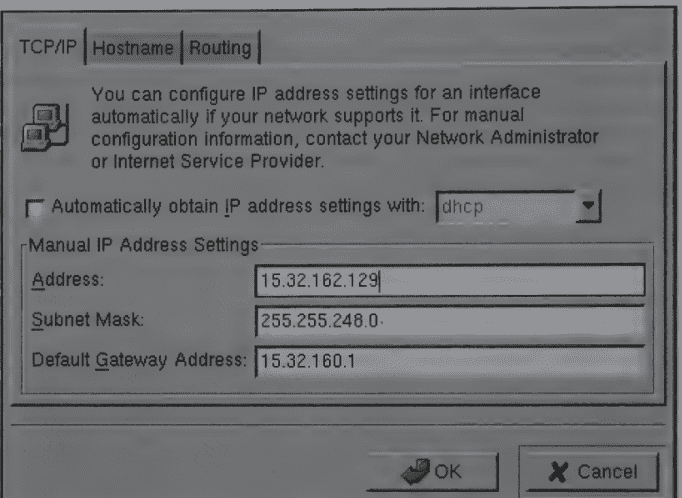 TCP/IP Hostname Routing
You can configure IP address settings for an interface
automatically if your network supports it. For manual
configuration information, contact your Network Administrator
or Internet Service Provider.
Automatically obtain IP address settings with: dhcp
Manual IP Address Settings
Address: 15.32.162.129
Subnet Mask: 255.255.248.0
Default Gateway Address: 15.32.160.1
OK Cancel